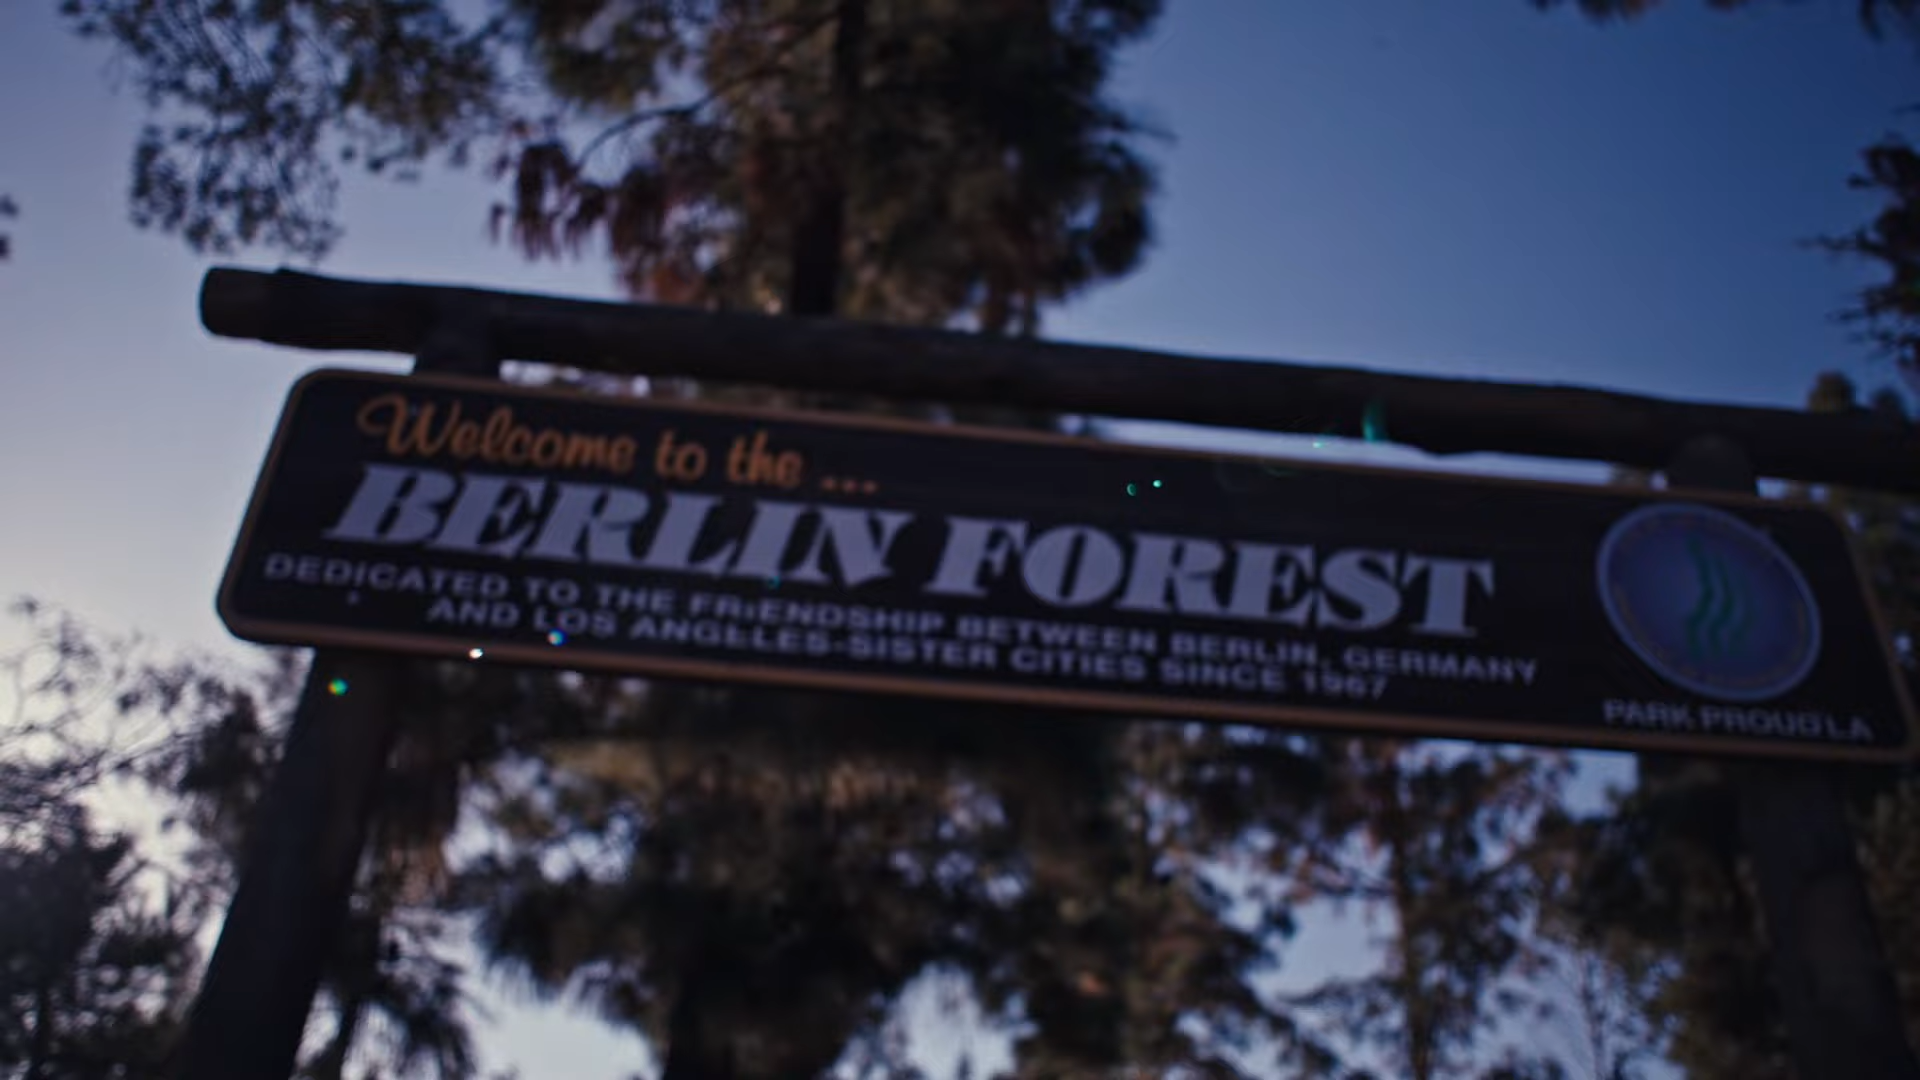 Welcome to the ...
BERLIN FOREST
DEDICATED TO THE FRIENDSHIP BETWEEN BERLIN, GERMANY
AND LOS ANGELES-SISTER CITIES SINCE 1967
PARK PROUD LA